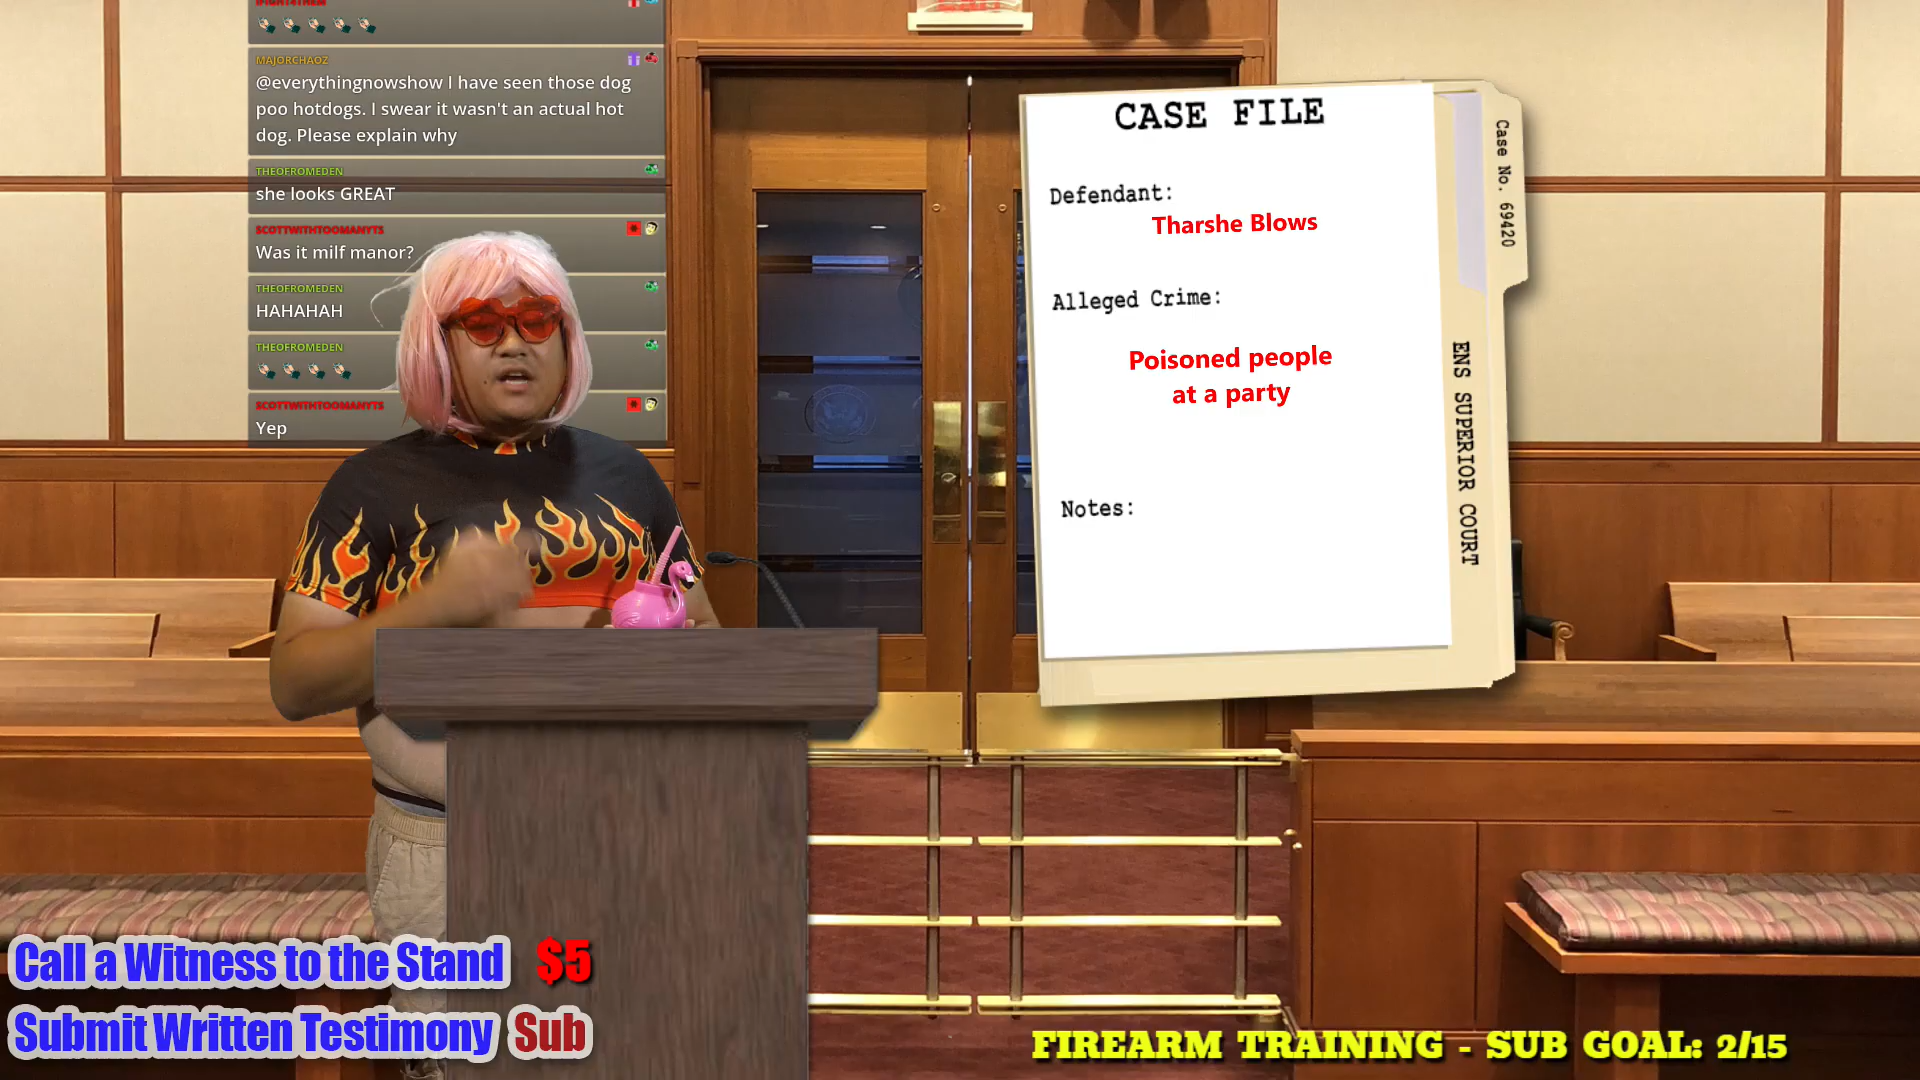 MAJORCHAOZ
@everythingnowshow I have seen those dog
poo hotdogs. I swear it wasn't an actual hot
dog. Please explain why
THEOFROMEDEN
she looks GREAT
SCOTTWITHTOOMANYTS
Was it milf manor?
THEOFROMEDEN
HAHAHAH
THEOFROMEDEN
SCOTTWITHTOOMANYTS
Yep
CASE FILE
Defendant:
Tharshe Blows
Alleged Crime:
Poisoned people
at a party
Notes:
Case No. 69420
ENS SUPERIOR COURT
Call a Witness to the Stand $5
Submit Written Testimony Sub
FIREARM TRAINING - SUB GOAL: 2/15